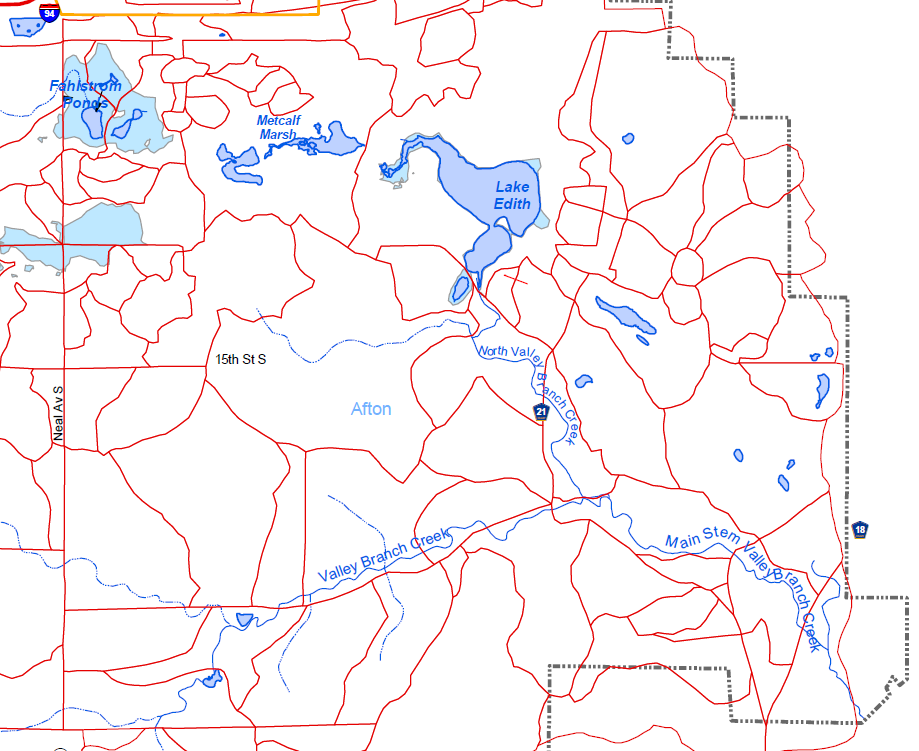 94
Fahlstrom
Ponds
Metcalf
Marsh
Lake
Edith
15th St S
North Valley Branch Creek
Neal Av S
Afton
21
18
Valley Branch Creek
Main Stem Valley Branch Creek